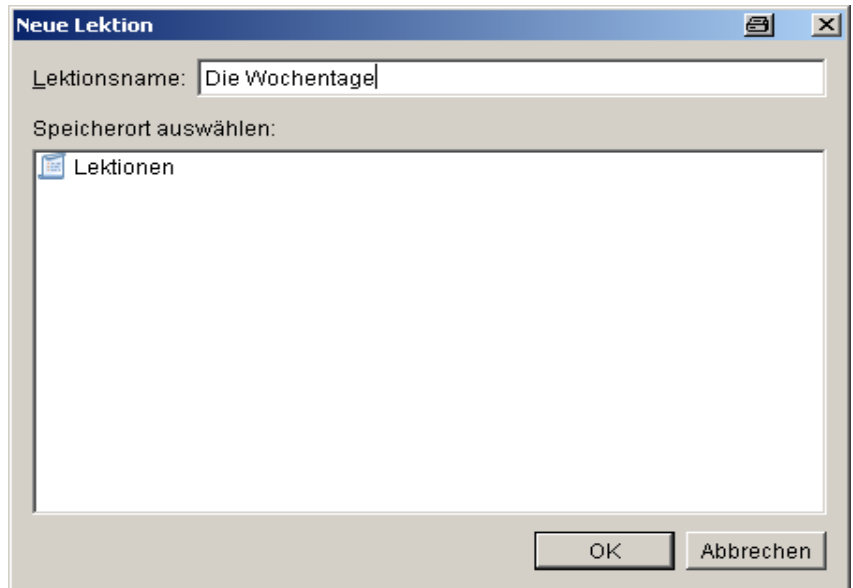 Neue Lektion
Lektionsname: Die Wochentage
Speicherort auswählen:
Lektionen
OK Abbrechen